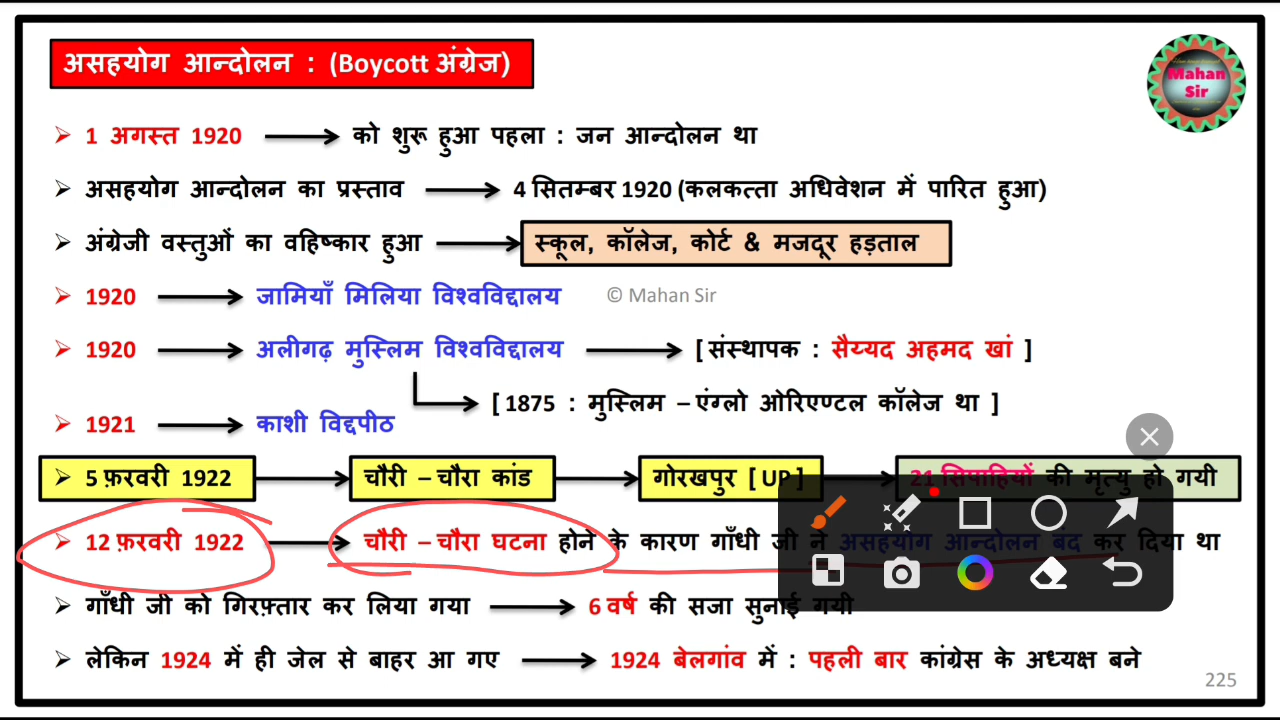 असहयोग आन्दोलन : (Boycott अंग्रेज)
Mahan
Sir
➢ 1 अगस्त 1920 → को शुरू हुआ पहला : जन आन्दोलन था
➢ असहयोग आन्दोलन का प्रस्ताव → 4 सितम्बर 1920 (कलकत्ता अधिवेशन में पारित हुआ)
➢ अंग्रेजी वस्तुओं का वहिष्कार हुआ → स्कूल, कॉलेज, कोर्ट & मजदूर हड़ताल
➢ 1920 → जामियाँ मिलिया विश्वविद्दालय
© Mahan Sir
➢ 1920 → अलीगढ़ मुस्लिम विश्वविद्दालय → [ संस्थापक : सैय्यद अहमद खां ]
[ 1875 : मुस्लिम – एंग्लो ओरिएण्टल कॉलेज था ]
➢ 1921 → काशी विद्दपीठ
➢ 5 फ़रवरी 1922 → चौरी – चौरा कांड → गोरखपुर [ UP ] → 21 सिपाहियों की मृत्यु हो गयी
➢ 12 फ़रवरी 1922 → चौरी – चौरा घटना होने के कारण गाँधी जी ने असहयोग आन्दोलन बंद कर दिया था
➢ गाँधी जी को गिरफ़्तार कर लिया गया → 6 वर्ष की सजा सुनाई गयी
➢ लेकिन 1924 में ही जेल से बाहर आ गए → 1924 बेलगांव में : पहली बार कांग्रेस के अध्यक्ष बने
225